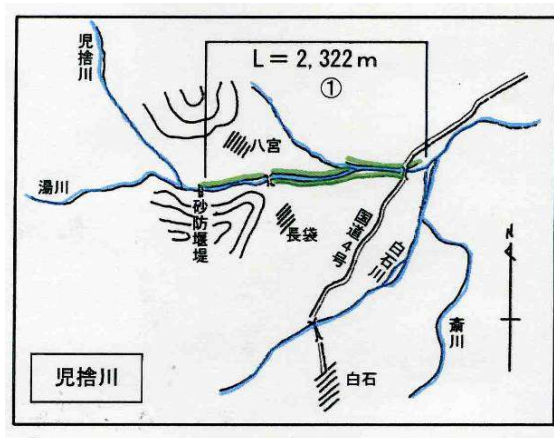 児捨川
L=2,322m
①
八宮
湯川
砂防堰堤
長袋
国道4号
白石川
斎川
N
児捨川
白石